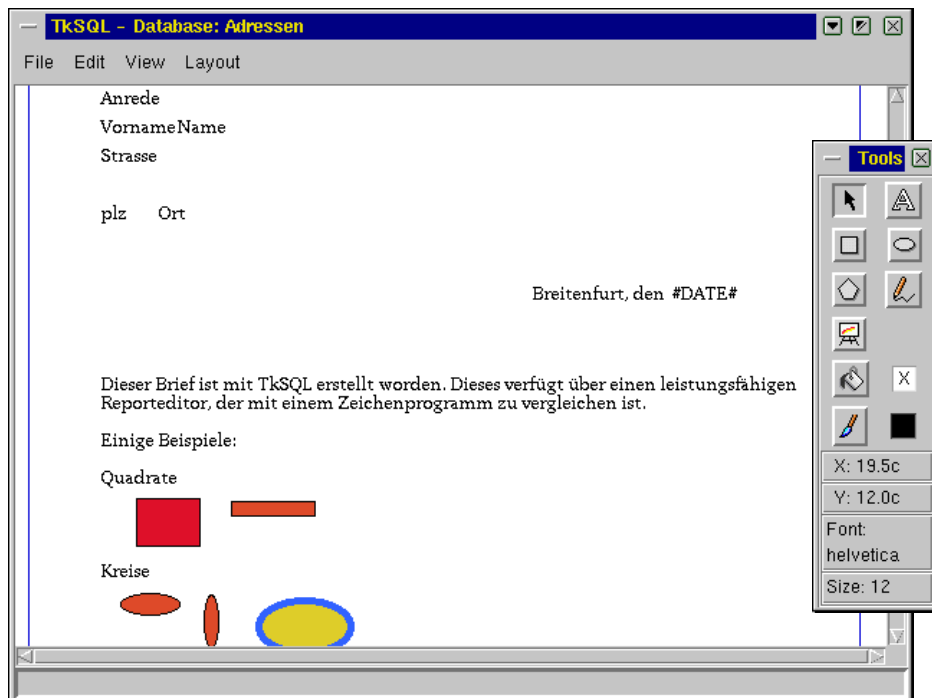 TkSQL - Database: Adressen
File Edit View Layout
Anrede
Vorname Name
Strasse
plz Ort
Breitenfurt, den #DATE#
Dieser Brief ist mit TkSQL erstellt worden. Dieses verfügt über einen leistungsfähigen
Reporteditor, der mit einem Zeichenprogramm zu vergleichen ist.
Einige Beispiele:
Quadrate
Kreise
Tools
A
X
X: 19.5c
Y: 12.0c
Font:
helvetica
Size: 12